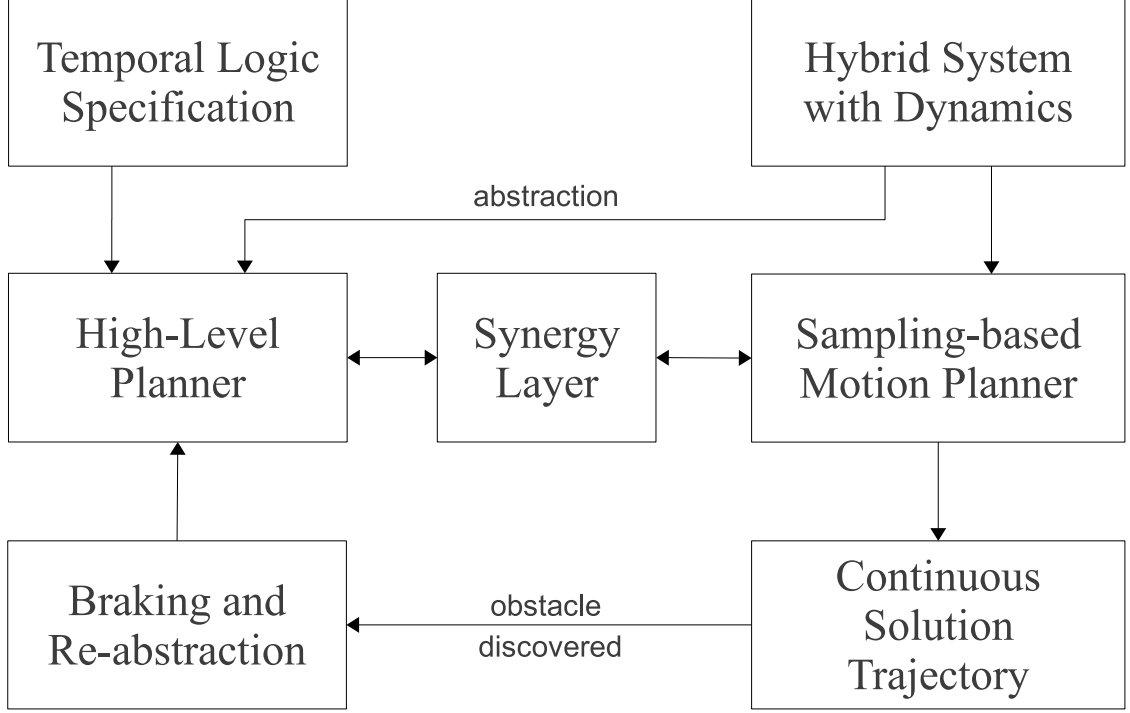 Temporal Logic
Specification
Hybrid System
with Dynamics
abstraction
High-Level
Planner
Synergy
Layer
Sampling-based
Motion Planner
Braking and
Re-abstraction
obstacle
discovered
Continuous
Solution
Trajectory